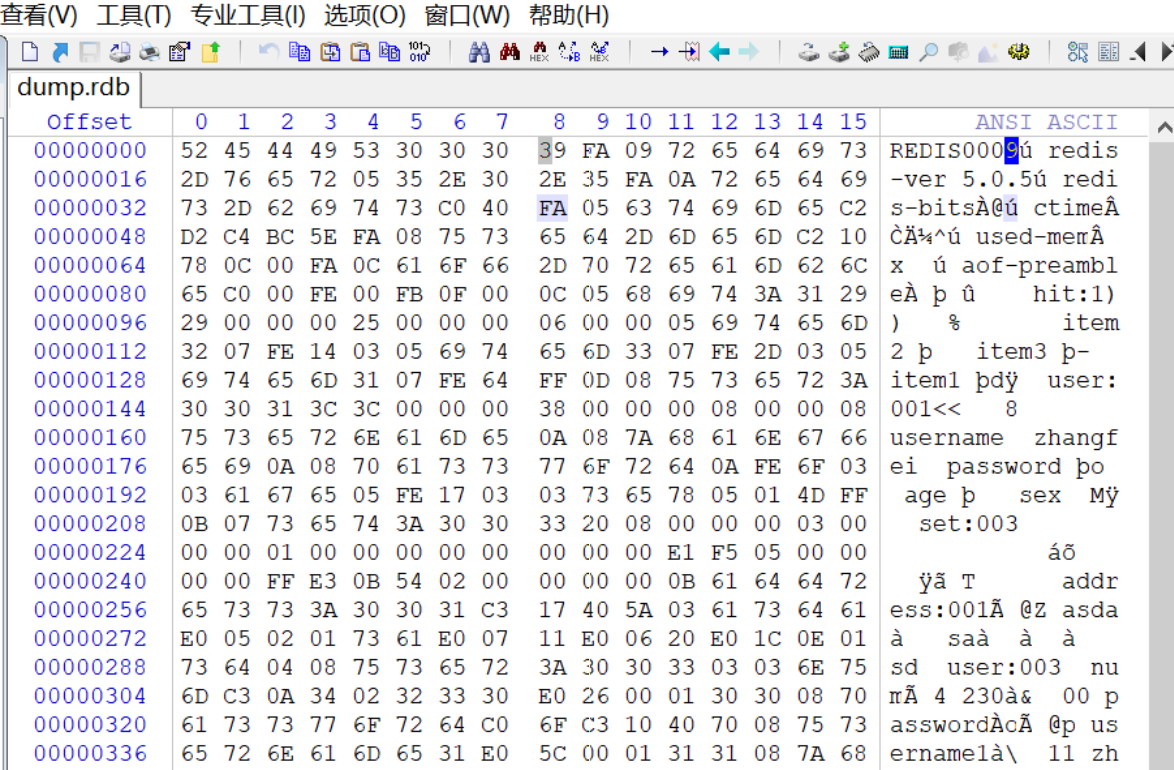 查看(V) 工具(T) 专业工具(I) 选项(O) 窗口(W) 帮助(H)
dump.rdb
Offset 0 1 2 3 4 5 6 7 8 9 10 11 12 13 14 15 ANSI ASCII
00000000 52 45 44 49 53 30 30 30 39 FA 09 72 65 64 69 73 REDIS0009ú redis
00000016 2D 76 65 72 05 35 2E 30 2E 35 FA 0A 72 65 64 69 -ver 5.0.5ú redi
00000032 73 2D 62 69 74 73 C0 40 FA 05 63 74 69 6D 65 C2 s-bitsÀ@ú ctimeÂ
00000048 D2 C4 BC 5E FA 08 75 73 65 64 2D 6D 65 6D C2 10 ÒÄ¼^ú used-memÂ
00000064 78 0C 00 FA 0C 61 6F 66 2D 70 72 65 61 6D 62 6C x ú aof-preambl
00000080 65 C0 00 FE 00 FB 0F 00 0C 05 68 69 74 3A 31 29 eÀ þ û hit:1)
00000096 29 00 00 00 25 00 00 00 06 00 00 05 69 74 65 6D ) % item
00000112 32 07 FE 14 03 05 69 74 65 6D 33 07 FE 2D 03 05 2 þ item3 þ-
00000128 69 74 65 6D 31 07 FE 64 FF 0D 08 75 73 65 72 3A item1 þdÿ user:
00000144 30 30 31 3C 3C 00 00 00 38 00 00 00 08 00 00 08 001<< 8
00000160 75 73 65 72 6E 61 6D 65 0A 08 7A 68 61 6E 67 66 username zhangf
00000176 65 69 0A 08 70 61 73 73 77 6F 72 64 0A FE 6F 03 ei password þo
00000192 03 61 67 65 05 FE 17 03 03 73 65 78 05 01 4D FF age þ sex Mÿ
00000208 0B 07 73 65 74 3A 30 30 33 20 08 00 00 00 03 00 set:003
00000224 00 00 01 00 00 00 00 00 00 00 00 E1 F5 05 00 00 áõ
00000240 00 00 FF E3 0B 54 02 00 00 00 00 0B 61 64 64 72 ÿã T addr
00000256 65 73 73 3A 30 30 31 C3 17 40 5A 03 61 73 64 61 ess:001Ã @Z asda
00000272 E0 05 02 01 73 61 E0 07 11 E0 06 20 E0 1C 0E 01 à saà à à
00000288 73 64 04 08 75 73 65 72 3A 30 30 33 03 03 6E 75 sd user:003 nu
00000304 6D C3 0A 34 02 32 33 30 E0 26 00 01 30 30 08 70 mÃ 4 230à& 00 p
00000320 61 73 73 77 6F 72 64 C0 6F C3 10 40 70 08 75 73 asswordÀcÃ @p us
00000336 65 72 6E 61 6D 65 31 E0 5C 00 01 31 31 08 7A 68 ername1à\ 11 zh